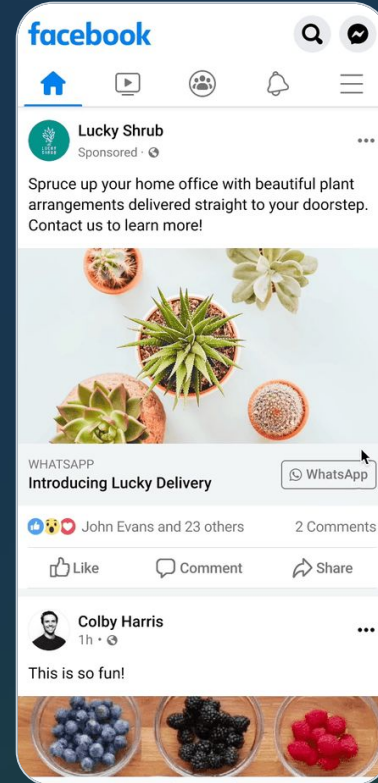 facebook
Lucky Shrub
Sponsored ·
Spruce up your home office with beautiful plant
arrangements delivered straight to your doorstep.
Contact us to learn more!
WHATSAPP
Introducing Lucky Delivery
WhatsApp
John Evans and 23 others
2 Comments
Like
Comment
Share
Colby Harris
1h ·
This is so fun!